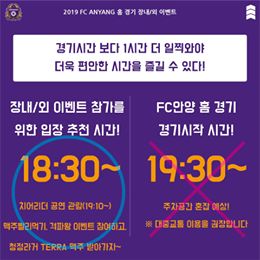 2019 FC ANYANG 홈 경기 장내/외 이벤트
경기시간 보다 1시간 더 일찍와야
더욱 편안한 시간을 즐길 수 있다!
장내/외 이벤트 참가를
위한 입장 추천 시간!
18:30~
치어리더 공연 관람(19:10~)
맥주빨리먹기, 격파왕 이벤트 참여하고,
청정라거 TERRA 맥주 받아가자~
FC안양 홈 경기
경기시작 시간!
19:30~
주차공간 혼잡 예상!
※ 대중교통 이용을 권장합니다